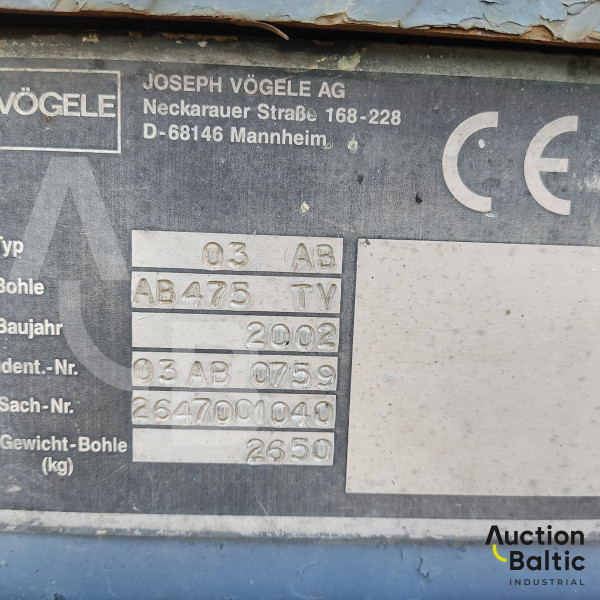 VÖGELE
JOSEPH VÖGELE AG
Neckarauer Straße 168-228
D-68146 Mannheim
CE
Typ 03 AB
Bohle AB475 TV
Baujahr 2002
Ident.-Nr. 03 AB 0759
Sach-Nr. 2647001040
Gewicht-Bohle 2650
(kg)
Auction
Baltic
INDUSTRIAL